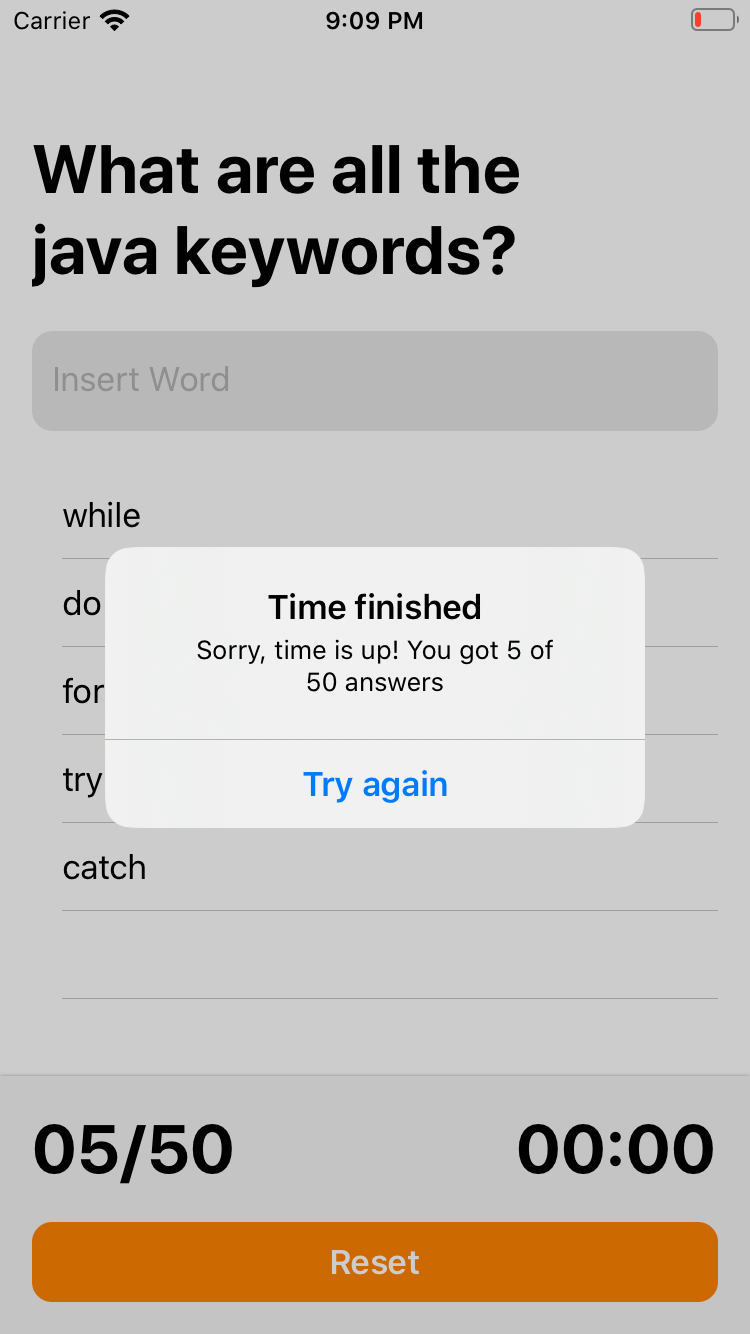 Carrier 9:09 PM
What are all the
java keywords?
Insert Word
while
do
for
try
catch
Time finished
Sorry, time is up! You got 5 of
50 answers
Try again
05/50 00:00
Reset